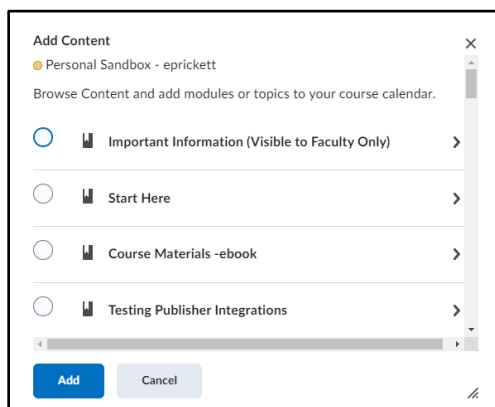 Add Content
Personal Sandbox - eprickett
Browse Content and add modules or topics to your course calendar.
Important Information (Visible to Faculty Only)
Start Here
Course Materials -ebook
Testing Publisher Integrations
Add
Cancel